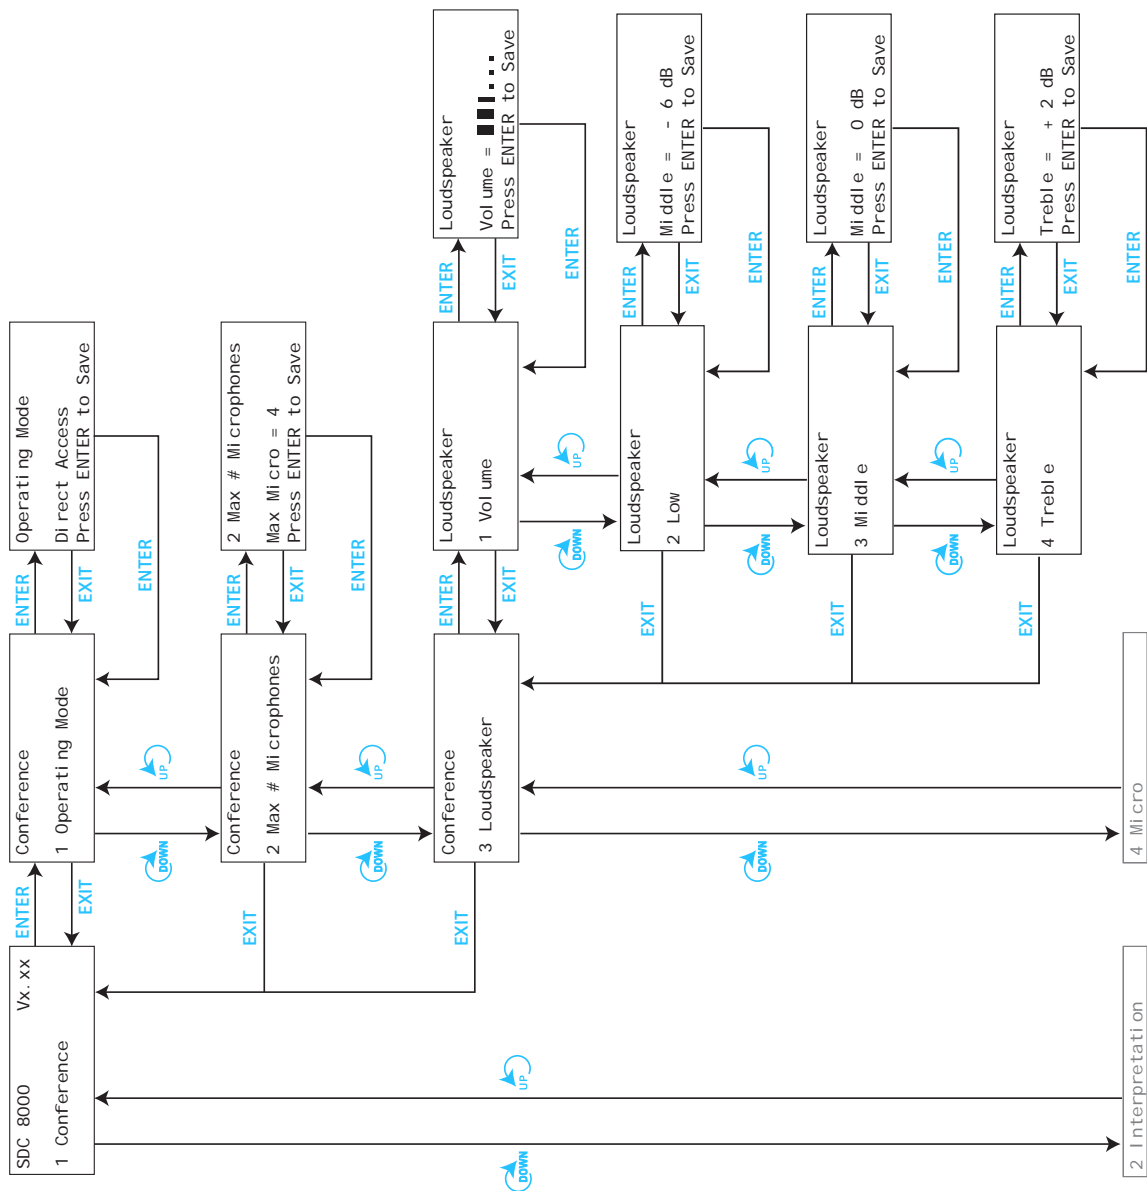 SDC 8000 Vx.xx
1 Conference
ENTER
EXIT
Conference
1 Operating Mode
ENTER
EXIT
Operating Mode
Direct Access
Press ENTER to Save
ENTER
DOWN
UP
EXIT
Conference
2 Max # Microphones
ENTER
EXIT
2 Max # Microphones
Max Micro = 4
Press ENTER to Save
ENTER
DOWN
UP
EXIT
Conference
3 Loudspeaker
ENTER
EXIT
Loudspeaker
1 Volume
ENTER
EXIT
Loudspeaker
Volume =
Press ENTER to Save
ENTER
DOWN
UP
EXIT
Loudspeaker
2 Low
ENTER
EXIT
Loudspeaker
Middle = - 6 dB
Press ENTER to Save
ENTER
DOWN
UP
Loudspeaker
3 Middle
ENTER
EXIT
Loudspeaker
Middle = 0 dB
Press ENTER to Save
ENTER
EXIT
DOWN
UP
Loudspeaker
4 Treble
ENTER
EXIT
Loudspeaker
Treble = + 2 dB
Press ENTER to Save
ENTER
EXIT
DOWN
UP
DOWN
UP
2 Interpretation
4 Micro